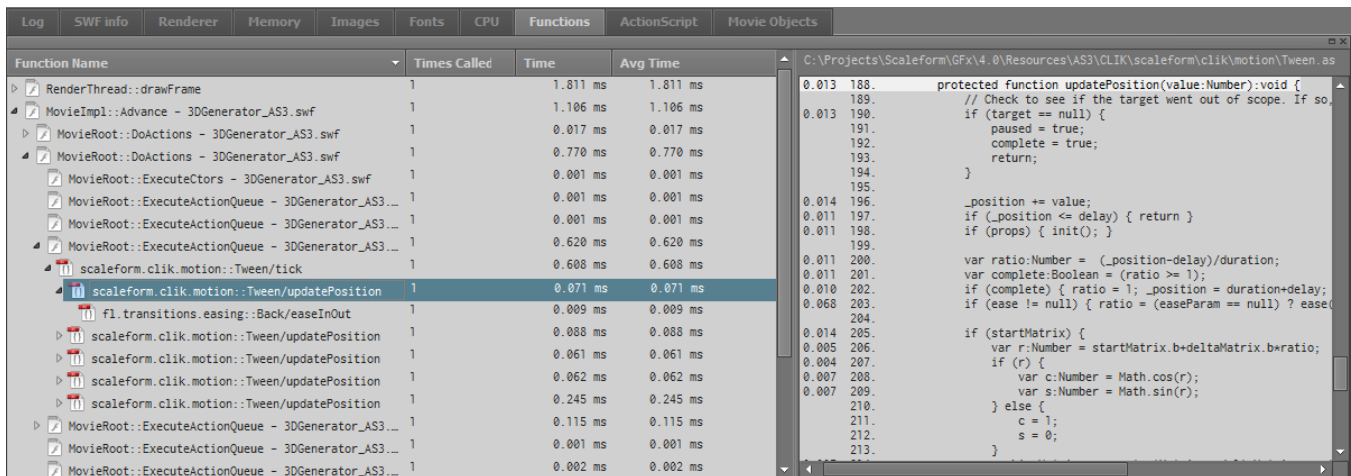 Log SWF info Renderer Memory Images Fonts CPU Functions ActionScript Movie Objects
Function Name Times Called Time Avg Time
RenderThread::drawFrame 1 1.811 ms 1.811 ms
MovieImpl::Advance - 3DGenerator_AS3.swf 1 1.106 ms 1.106 ms
MovieRoot::DoActions - 3DGenerator_AS3.swf 1 0.017 ms 0.017 ms
MovieRoot::DoActions - 3DGenerator_AS3.swf 1 0.770 ms 0.770 ms
MovieRoot::ExecuteCtors - 3DGenerator_AS3.swf 1 0.001 ms 0.001 ms
MovieRoot::ExecuteActionQueue - 3DGenerator_AS3.… 1 0.001 ms 0.001 ms
MovieRoot::ExecuteActionQueue - 3DGenerator_AS3.… 1 0.001 ms 0.001 ms
MovieRoot::ExecuteActionQueue - 3DGenerator_AS3.… 1 0.620 ms 0.620 ms
scaleform.clik.motion::Tween/tick 1 0.608 ms 0.608 ms
scaleform.clik.motion::Tween/updatePosition 1 0.071 ms 0.071 ms
fl.transitions.easing::Back/easeInOut 1 0.009 ms 0.009 ms
scaleform.clik.motion::Tween/updatePosition 1 0.088 ms 0.088 ms
scaleform.clik.motion::Tween/updatePosition 1 0.061 ms 0.061 ms
scaleform.clik.motion::Tween/updatePosition 1 0.062 ms 0.062 ms
scaleform.clik.motion::Tween/updatePosition 1 0.245 ms 0.245 ms
MovieRoot::ExecuteActionQueue - 3DGenerator_AS3.… 1 0.115 ms 0.115 ms
MovieRoot::ExecuteActionQueue - 3DGenerator_AS3.… 1 0.001 ms 0.001 ms
MovieRoot::ExecuteActionQueue - 3DGenerator_AS3.… 1 0.002 ms 0.002 ms
C:\Projects\Scaleform\GFx\4.0\Resources\AS3\CLIK\scaleform\clik\motion\Tween.as
0.013 188. protected function updatePosition(value:Number):void {
189. // Check to see if the target went out of scope. If so,
0.013 190. if (target == null) {
191. paused = true;
192. complete = true;
193. return;
194. }
195.
0.014 196. _position += value;
0.011 197. if (_position <= delay) { return }
0.011 198. if (props) { init(); }
199.
0.011 200. var ratio:Number = (_position-delay)/duration;
0.011 201. var complete:Boolean = (ratio >= 1);
0.010 202. if (complete) { ratio = 1; _position = duration+delay;
0.068 203. if (ease != null) { ratio = (easeParam == null) ? ease(
204.
0.014 205. if (startMatrix) {
0.005 206. var r:Number = startMatrix.b+deltaMatrix.b*ratio;
0.004 207. if (r) {
0.007 208. var c:Number = Math.cos(r);
0.007 209. var s:Number = Math.sin(r);
210. } else {
211. c = 1;
212. s = 0;
213. }